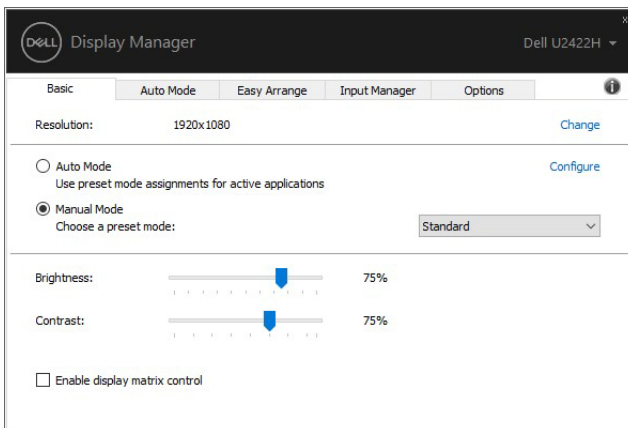 DELL Display Manager
Dell U2422H
Basic Auto Mode Easy Arrange Input Manager Options
Resolution: 1920x1080 Change
Auto Mode Configure
Use preset mode assignments for active applications
Manual Mode
Choose a preset mode: Standard
Brightness: 75%
Contrast: 75%
Enable display matrix control